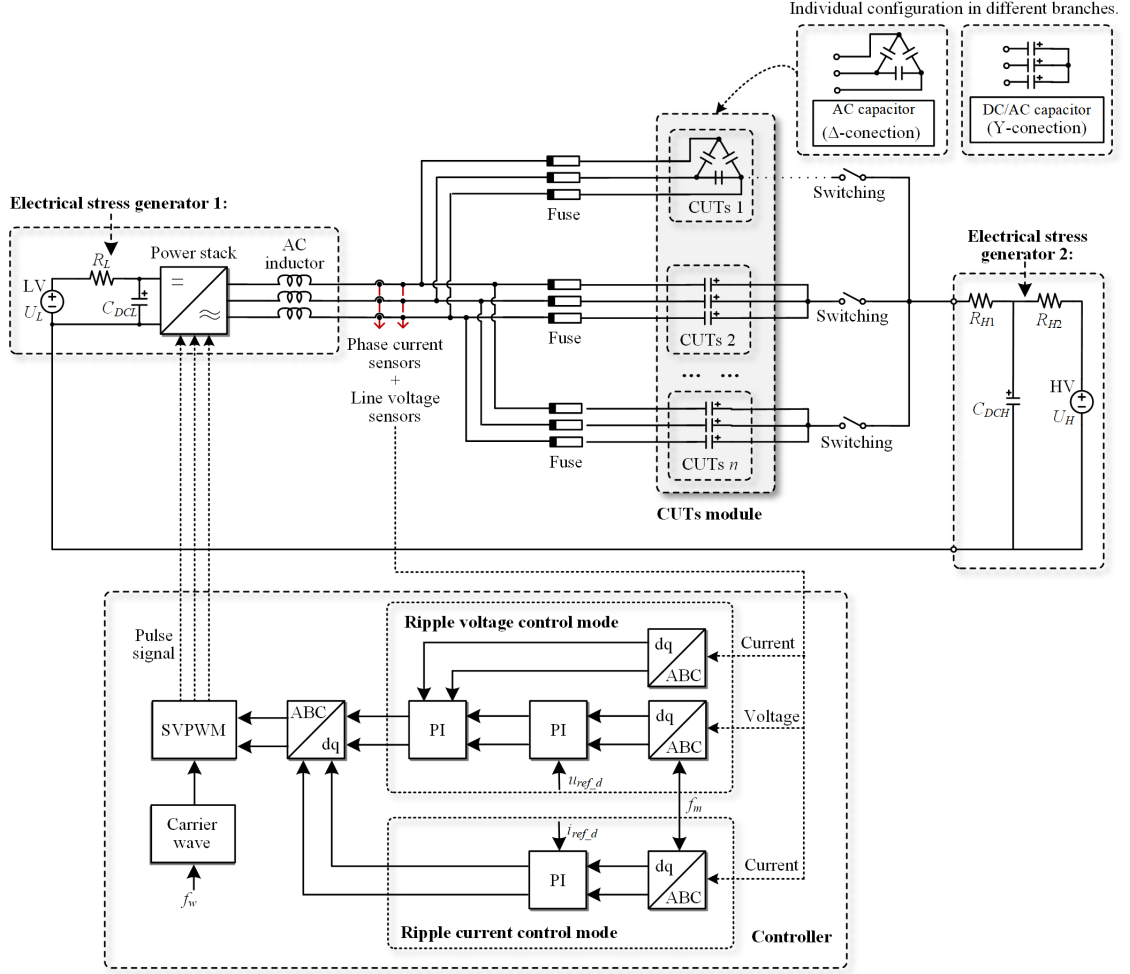 Individual configuration in different branches.
AC capacitor
(Δ-conection)
DC/AC capacitor
(Y-conection)
Electrical stress generator 1:
Power stack
AC
inductor
R_L
LV
U_L
C_DCL
=
≈
+
Fuse
CUTs 1
Switching
Fuse
CUTs 2
Switching
... ...
Fuse
CUTs n
Switching
CUTs module
Electrical stress
generator 2:
R_H1
R_H2
C_DCH
HV
U_H
Phase current
sensors
+
Line voltage
sensors
Pulse
signal
Ripple voltage control mode
dq
ABC
Current
SVPWM
ABC
dq
PI
PI
dq
ABC
Voltage
u_ref_d
f_m
Carrier
wave
f_w
i_ref_d
PI
dq
ABC
Current
Ripple current control mode
Controller